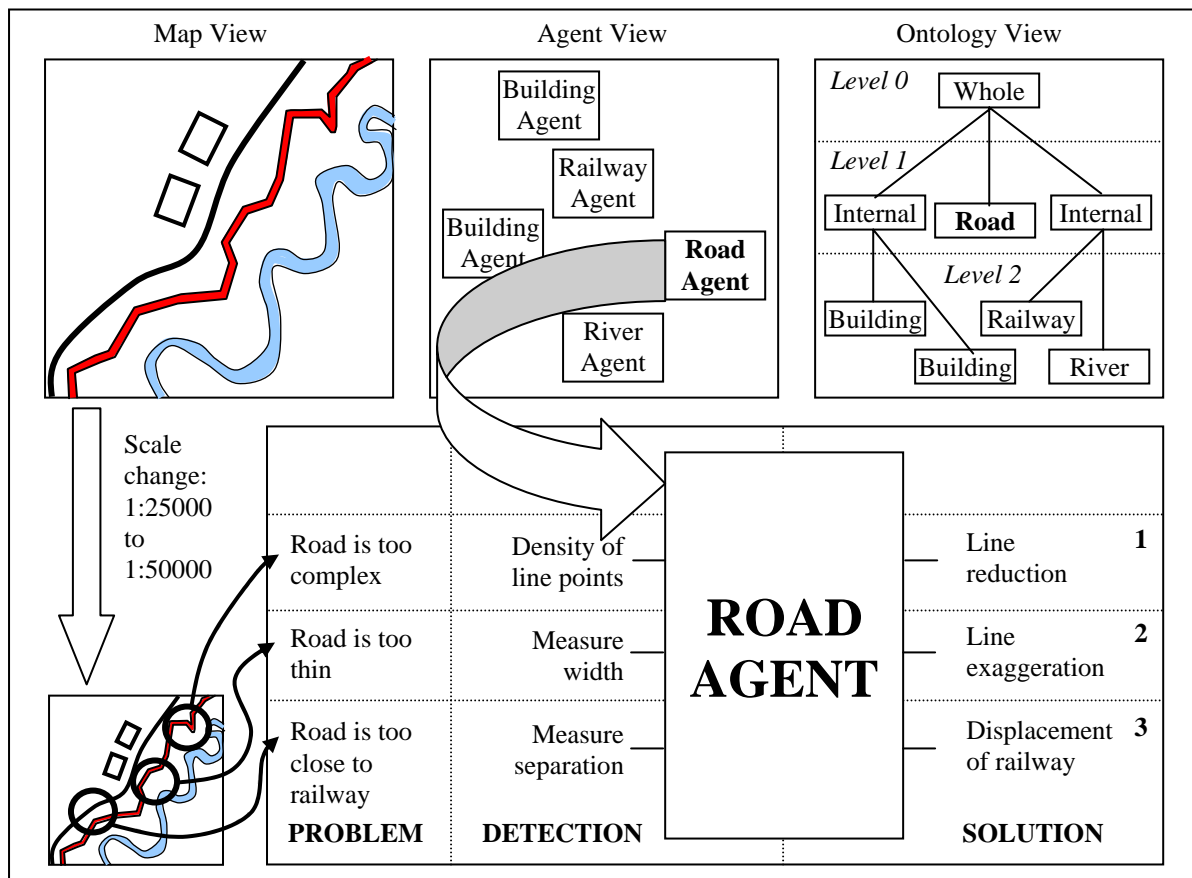 Map View
Agent View
Ontology View
Building
Agent
Railway
Agent
Building
Agent
Road
Agent
River
Agent
Level 0
Whole
Level 1
Internal
Road
Internal
Level 2
Building
Railway
Building
River
Scale
change:
1:25000
to
1:50000
Road is too
complex
Density of
line points
Line
reduction
1
Road is too
thin
Measure
width
Line
exaggeration
2
Road is too
close to
railway
Measure
separation
Displacement
of railway
3
ROAD
AGENT
PROBLEM
DETECTION
SOLUTION